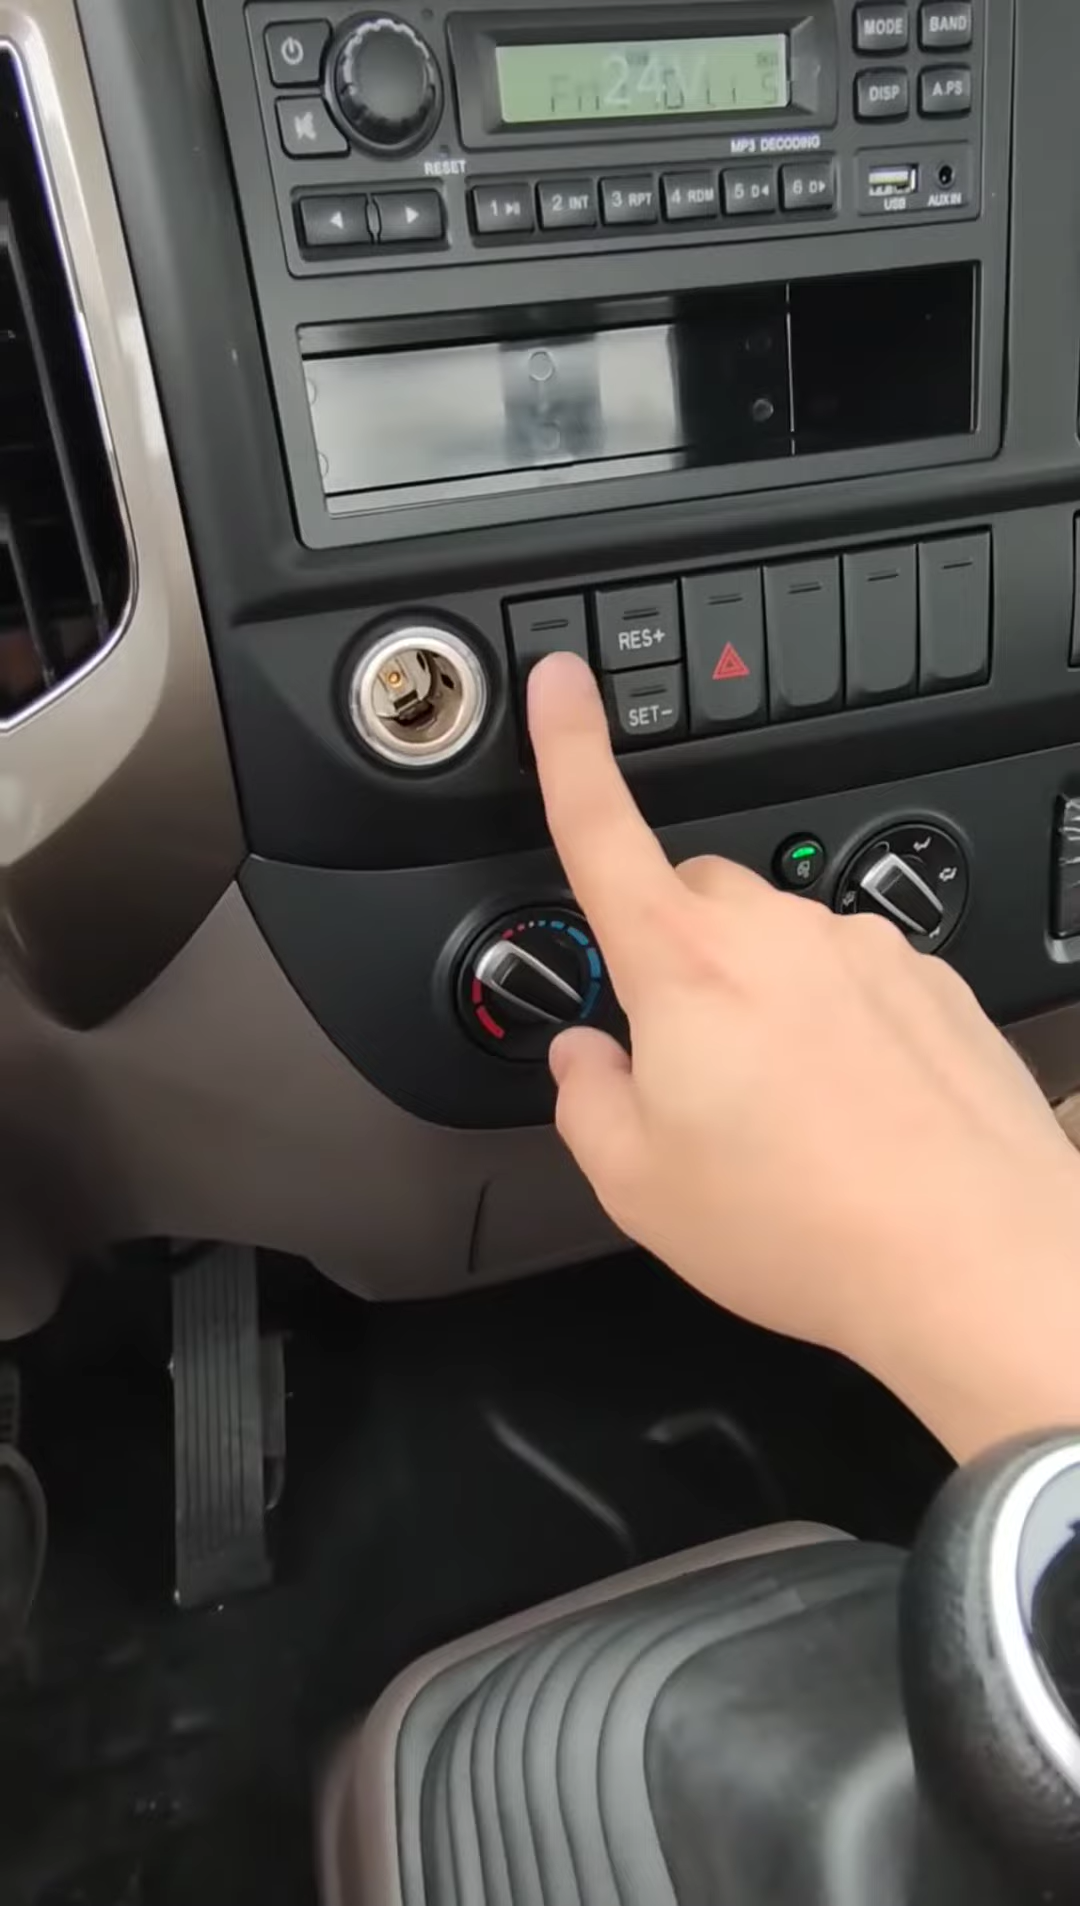 MODE
BAND
24V
DISP
A.PS
MP3 DECODING
RESET
1
2 INT
3 RPT
4 RDM
5 D
6 D
USB
AUX IN
RES+
SET-